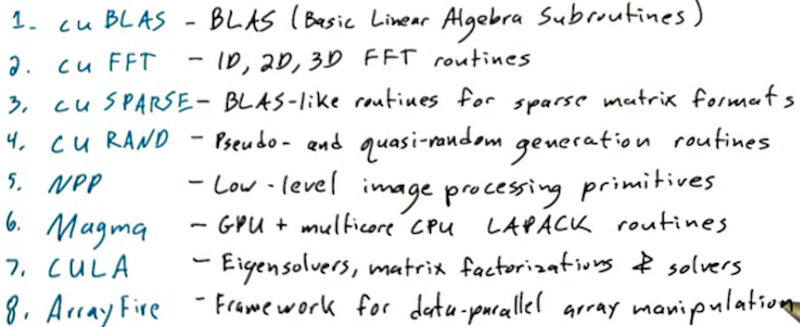 1. cu BLAS - BLAS (Basic Linear Algebra Subroutines)
2. cu FFT - 1D, 2D, 3D FFT routines
3. cu SPARSE - BLAS-like routines for sparse matrix formats
4. cu RAND - Pseudo- and quasi-random generation routines
5. NPP - Low-level image processing primitives
6. Magma - GPU + multicore CPU LAPACK routines
7. CULA - Eigensolvers, matrix factorizations & solvers
8. ArrayFire - Framework for data-parallel array manipulation